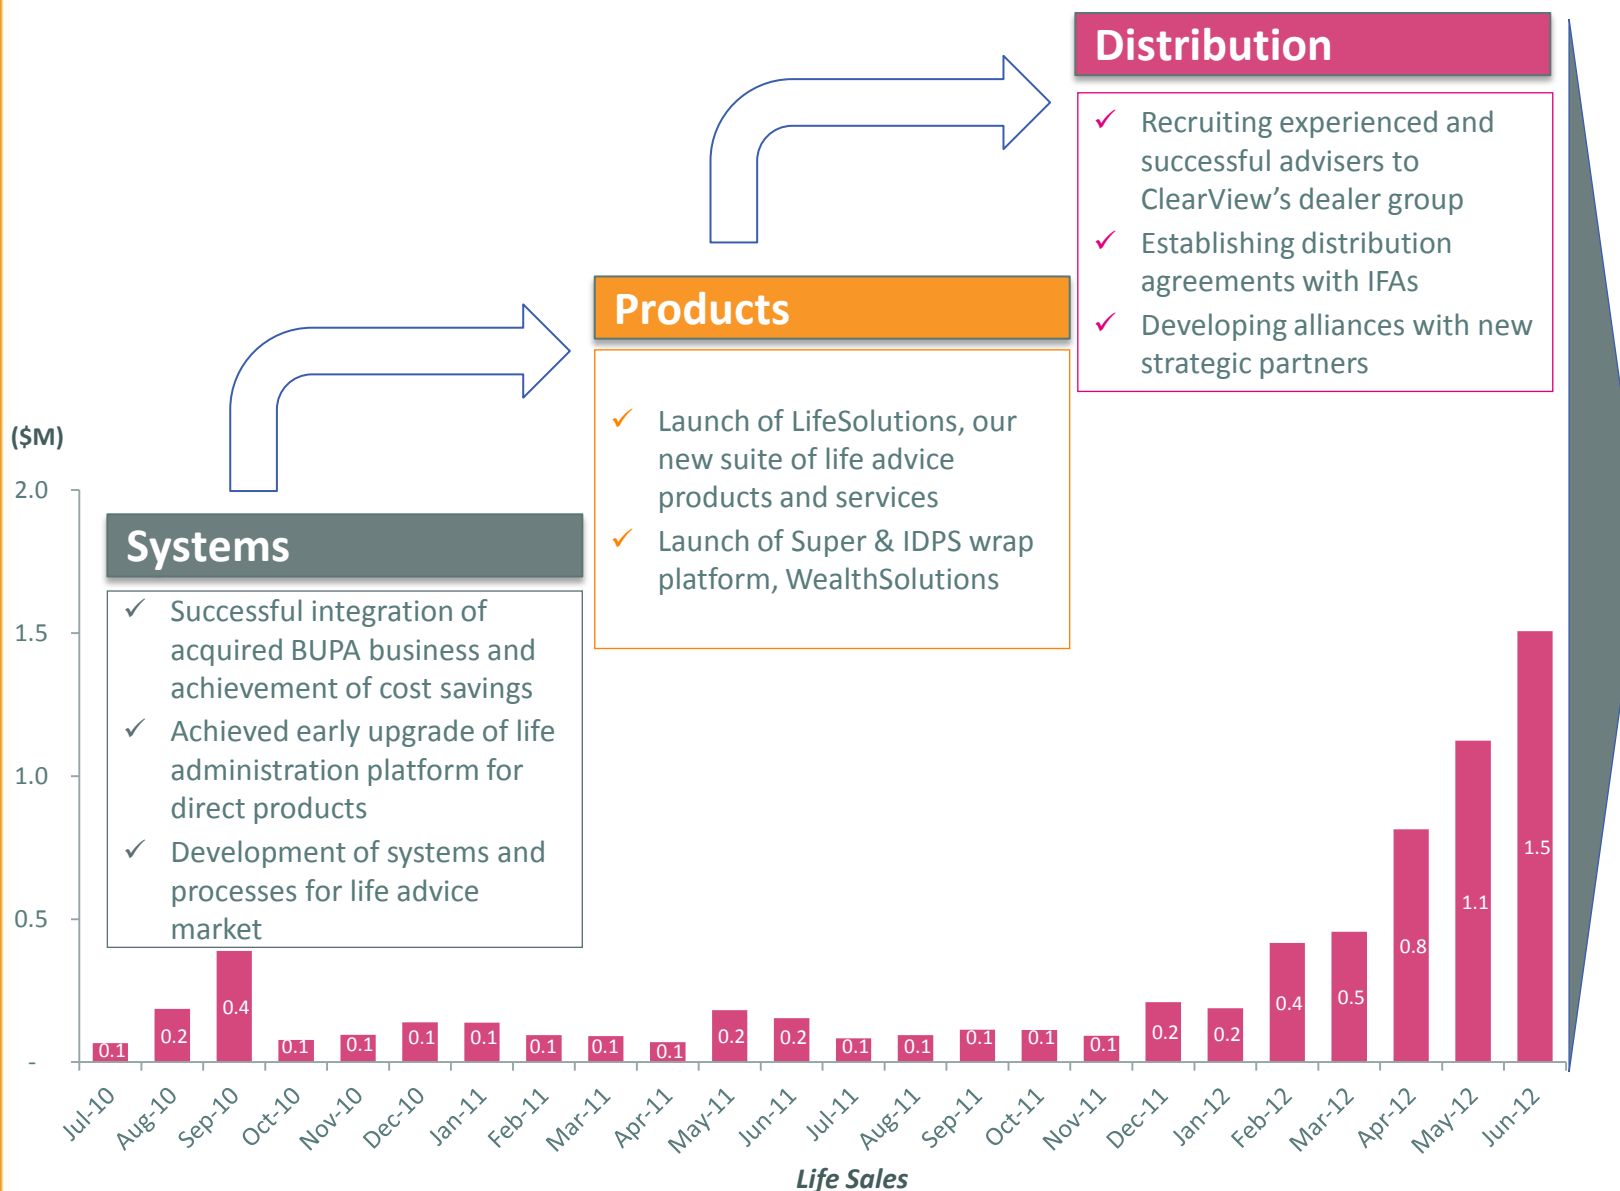 Distribution
✓ Recruiting experienced and
successful advisers to
ClearView's dealer group
✓ Establishing distribution
agreements with IFAs
✓ Developing alliances with new
strategic partners
Products
✓ Launch of LifeSolutions, our
new suite of life advice
products and services
✓ Launch of Super & IDPS wrap
platform, WealthSolutions
Systems
✓ Successful integration of
acquired BUPA business and
achievement of cost savings
✓ Achieved early upgrade of life
administration platform for
direct products
✓ Development of systems and
processes for life advice
market
($M)
2.0
1.5
1.0
0.5
-
0.1 0.2 0.4 0.1 0.1 0.1 0.1 0.1 0.1 0.1 0.2 0.2 0.1 0.1 0.1 0.1 0.1 0.2 0.2 0.4 0.5 0.8 1.1 1.5
Jul-10 Aug-10 Sep-10 Oct-10 Nov-10 Dec-10 Jan-11 Feb-11 Mar-11 Apr-11 May-11 Jun-11 Jul-11 Aug-11 Sep-11 Oct-11 Nov-11 Dec-11 Jan-12 Feb-12 Mar-12 Apr-12 May-12 Jun-12
Life Sales